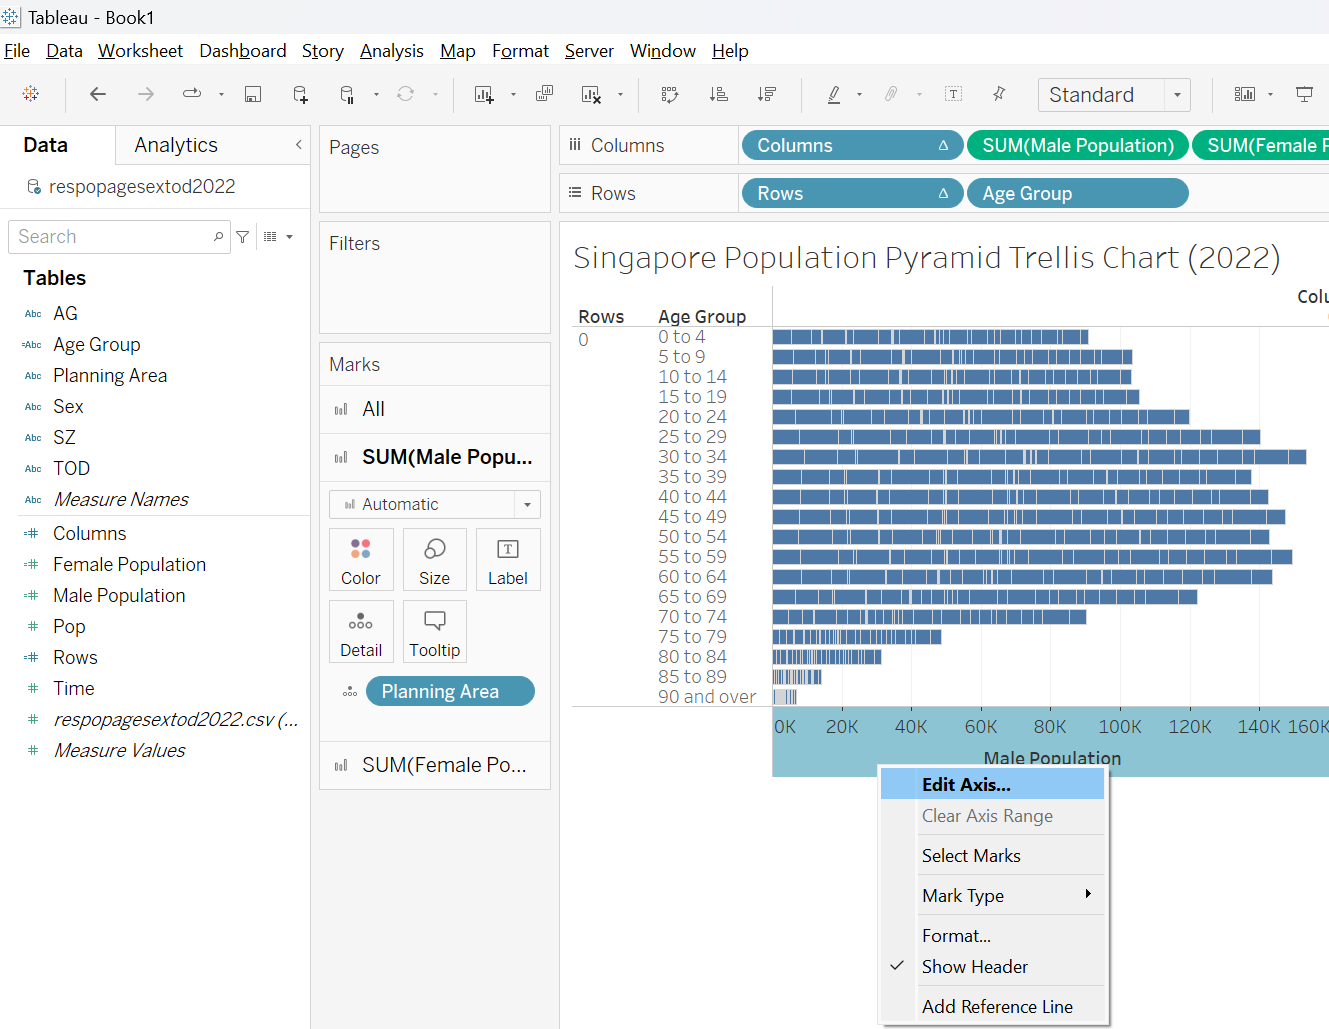 Tableau - Book1
File Data Worksheet Dashboard Story Analysis Map Format Server Window Help
Standard
Data Analytics
respopagesextod2022
Search
Tables
Abc AG
=Abc Age Group
Abc Planning Area
Abc Sex
Abc SZ
Abc TOD
Abc Measure Names
=# Columns
=# Female Population
=# Male Population
# Pop
=# Rows
# Time
# respopagesextod2022.csv (...
# Measure Values
Pages
Filters
Marks
All
SUM(Male Popu...
Automatic
Color Size Label
Detail Tooltip
Planning Area
SUM(Female Po...
Columns Columns SUM(Male Population) SUM(Female
Rows Rows Age Group
Singapore Population Pyramid Trellis Chart (2022)
Rows Age Group
0 0 to 4
5 to 9
10 to 14
15 to 19
20 to 24
25 to 29
30 to 34
35 to 39
40 to 44
45 to 49
50 to 54
55 to 59
60 to 64
65 to 69
70 to 74
75 to 79
80 to 84
85 to 89
90 and over
0K 20K 40K 60K 80K 100K 120K 140K 160K
Male Population
Edit Axis...
Clear Axis Range
Select Marks
Mark Type
Format...
Show Header
Add Reference Line